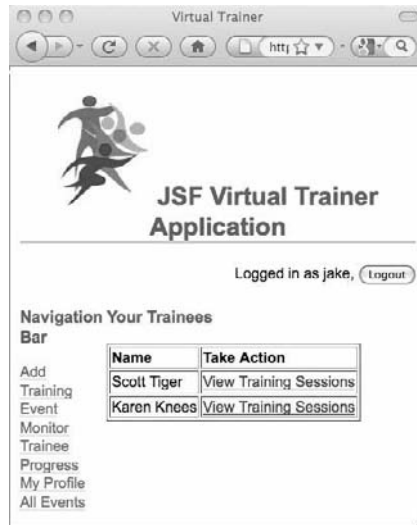 Virtual Trainer
http
JSF Virtual Trainer
Application
Logged in as jake, Logout
Navigation
Bar
Add
Training
Event
Monitor
Trainee
Progress
My Profile
All Events
Your Trainees
Name Take Action
Scott Tiger View Training Sessions
Karen Knees View Training Sessions